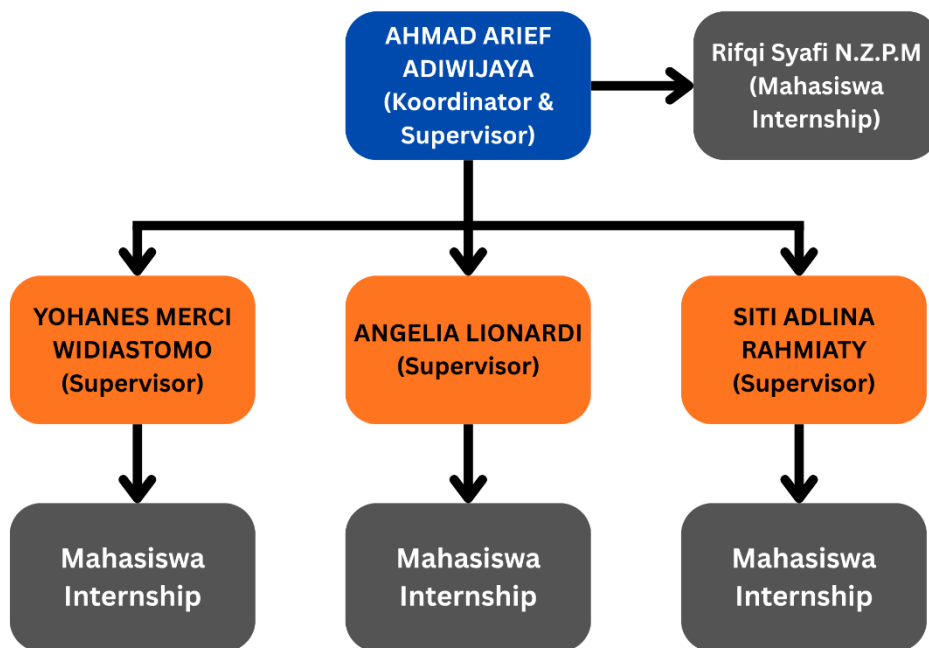 AHMAD ARIEF
ADIWIJAYA
(Koordinator &
Supervisor)
Rifqi Syafi N.Z.P.M
(Mahasiswa
Internship)
YOHANES MERCI
WIDIASTOMO
(Supervisor)
ANGELIA LIONARDI
(Supervisor)
SITI ADLINA
RAHMIATY
(Supervisor)
Mahasiswa
Internship
Mahasiswa
Internship
Mahasiswa
Internship